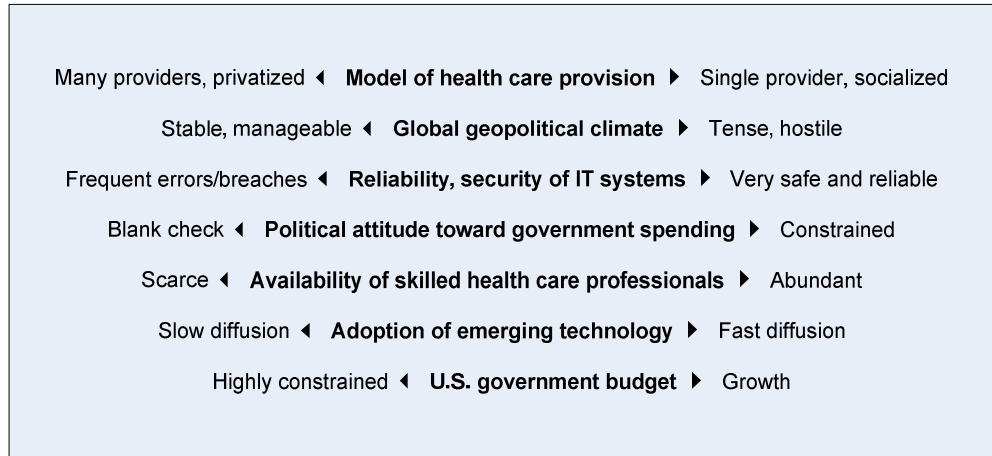 Many providers, privatized ◄ Model of health care provision ► Single provider, socialized
Stable, manageable ◄ Global geopolitical climate ► Tense, hostile
Frequent errors/breaches ◄ Reliability, security of IT systems ► Very safe and reliable
Blank check ◄ Political attitude toward government spending ► Constrained
Scarce ◄ Availability of skilled health care professionals ► Abundant
Slow diffusion ◄ Adoption of emerging technology ► Fast diffusion
Highly constrained ◄ U.S. government budget ► Growth